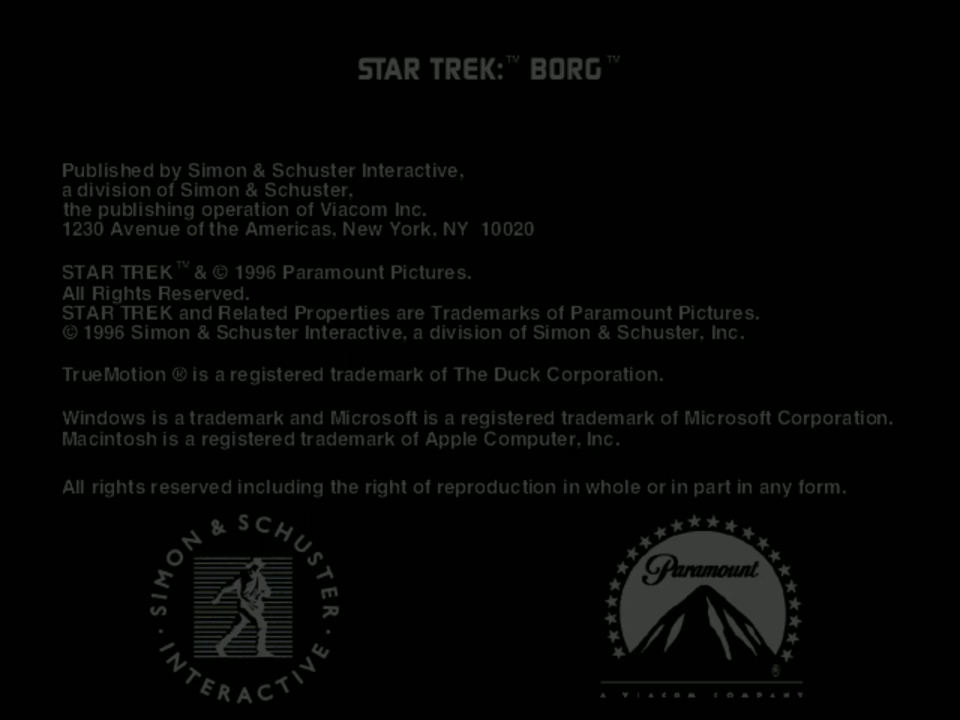 STAR TREK:™ BORG™
Published by Simon & Schuster Interactive,
a division of Simon & Schuster,
the publishing operation of Viacom Inc.
1230 Avenue of the Americas, New York, NY 10020
STAR TREK™ & © 1996 Paramount Pictures.
All Rights Reserved.
STAR TREK and Related Properties are Trademarks of Paramount Pictures.
© 1996 Simon & Schuster Interactive, a division of Simon & Schuster, Inc.
TrueMotion ® is a registered trademark of The Duck Corporation.
Windows is a trademark and Microsoft is a registered trademark of Microsoft Corporation.
Macintosh is a registered trademark of Apple Computer, Inc.
All rights reserved including the right of reproduction in whole or in part in any form.
SIMON & SCHUSTER · INTERACTIVE ·
Paramount
®
A VIACOM COMPANY